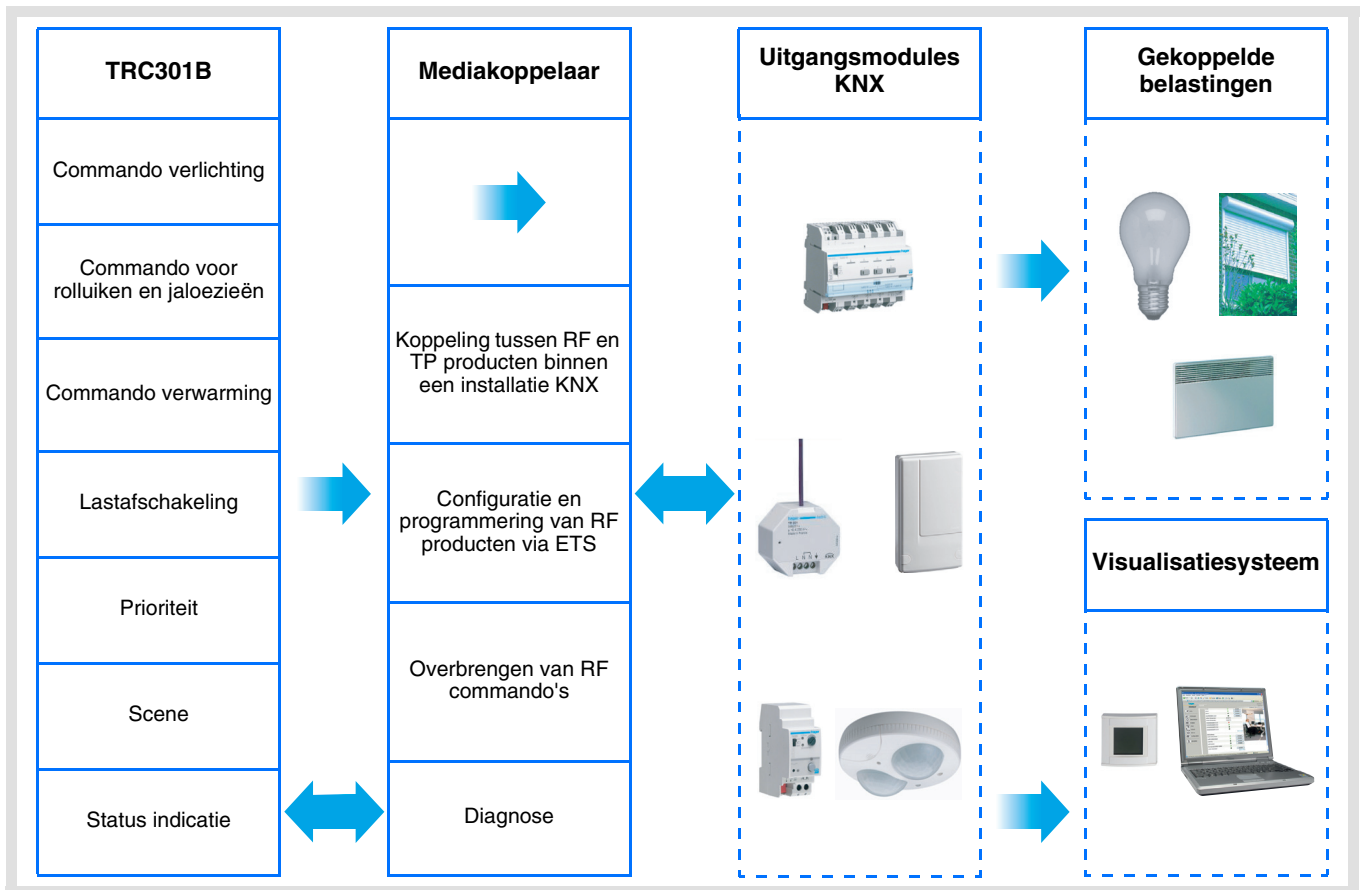 TRC301B
Commando verlichting
Commando voor
rolluiken en jaloezieën
Commando verwarming
Lastafschakeling
Prioriteit
Scene
Status indicatie
Mediakoppelaar
Koppeling tussen RF en
TP producten binnen
een installatie KNX
Configuratie en
programmering van RF
producten via ETS
Overbrengen van RF
commando's
Diagnose
Uitgangsmodules
KNX
Gekoppelde
belastingen
Visualisatiesysteem